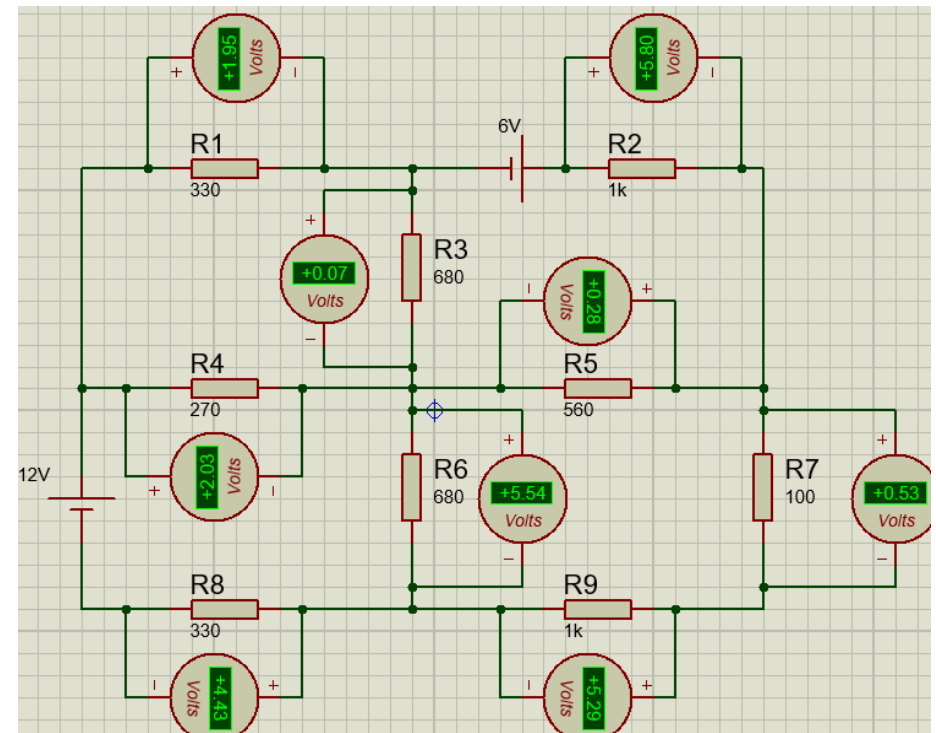 +1.95
Volts
+
-
+5.80
Volts
+
-
R1
330
6V
R2
1k
+
+0.07
Volts
-
R3
680
-
Volts
+0.28
+
R4
270
R5
560
12V
+
+2.03
Volts
-
R6
680
+
+5.54
Volts
-
R7
100
+
+0.53
Volts
-
R8
330
R9
1k
-
Volts
+4.43
+
-
Volts
+5.29
+